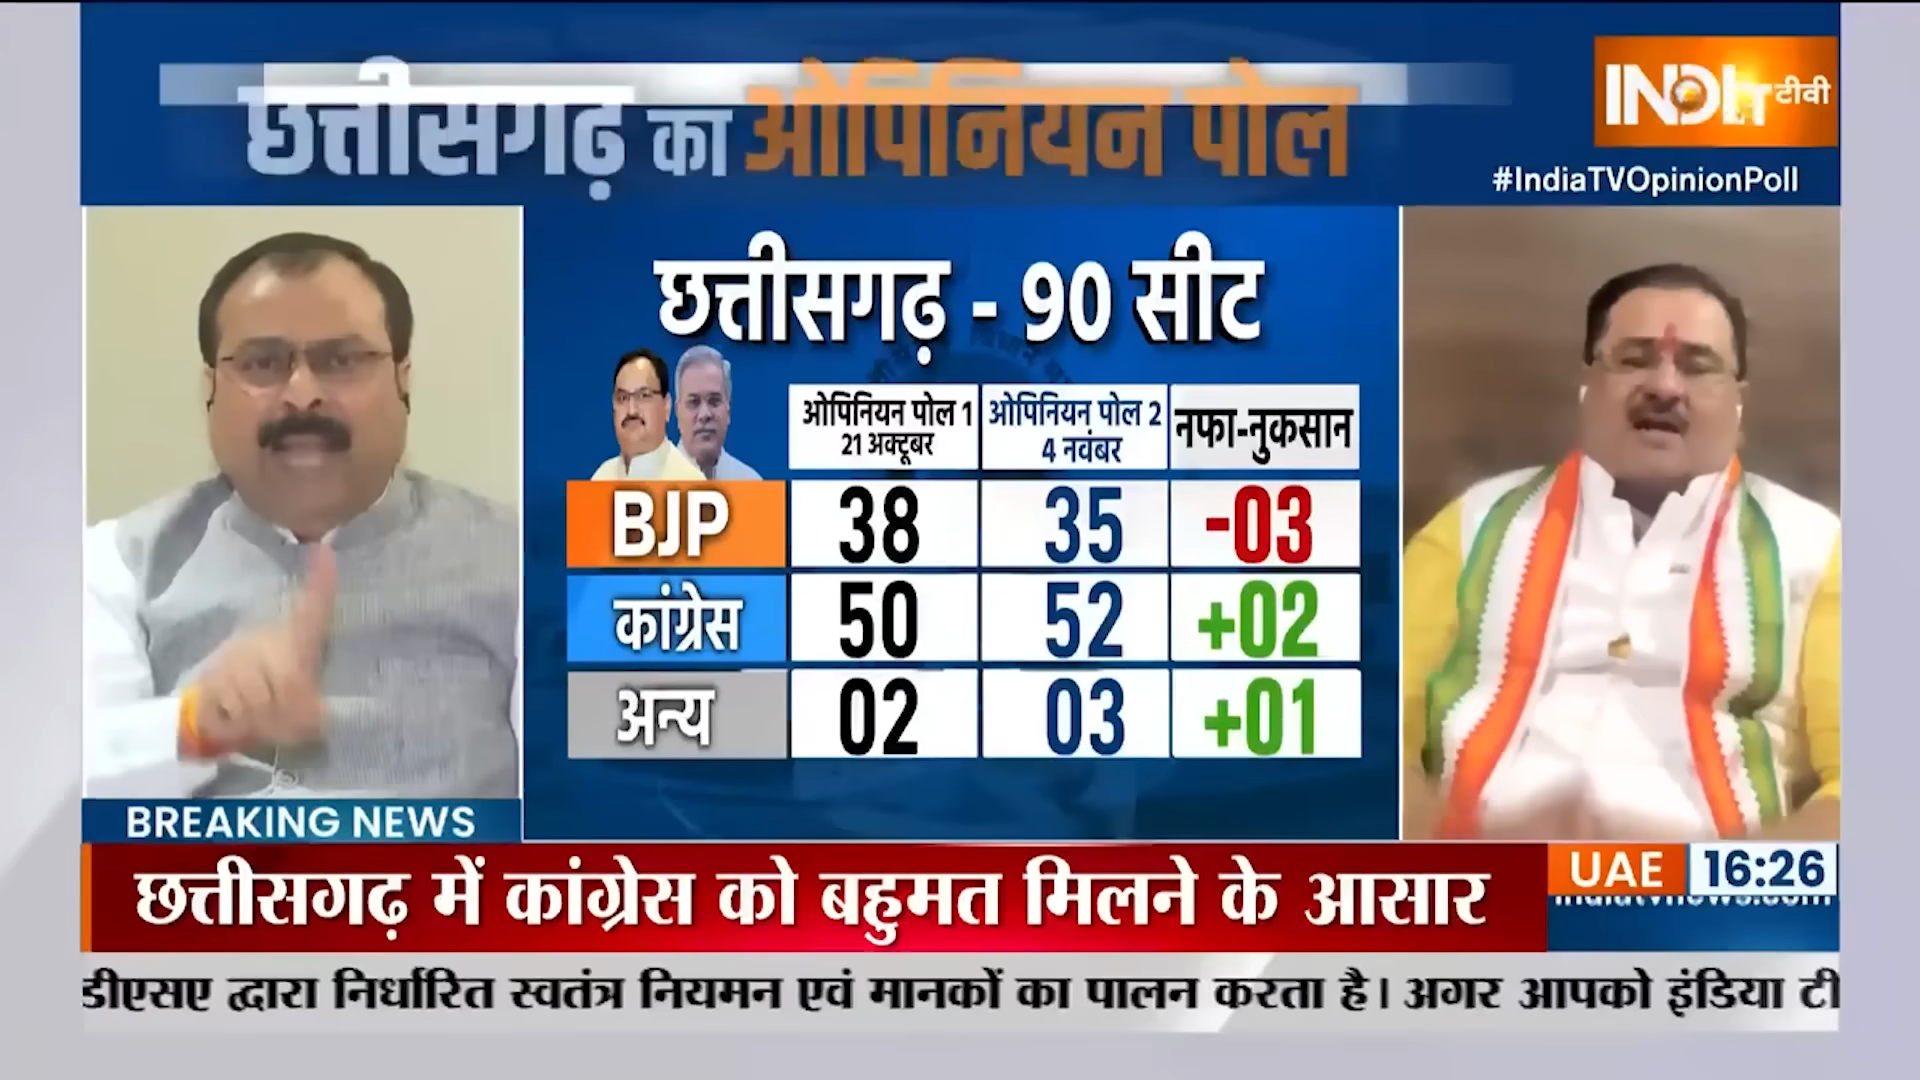 छत्तीसगढ़ का ओपिनियन पोल
टीवी
#IndiaTVOpinionPoll
छत्तीसगढ़ - 90 सीट
ओपिनियन पोल 1 ओपिनियन पोल 2 नफा-नुकसान
21 अक्टूबर 4 नवंबर
BJP 38 35 -03
कांग्रेस 50 52 +02
अन्य 02 03 +01
BREAKING NEWS
छत्तीसगढ़ में कांग्रेस को बहुमत मिलने के आसार
UAE 16:26
indiatvnews.com
डीएसए द्वारा निर्धारित स्वतंत्र नियमन एवं मानकों का पालन करता है। अगर आपको इंडिया टी